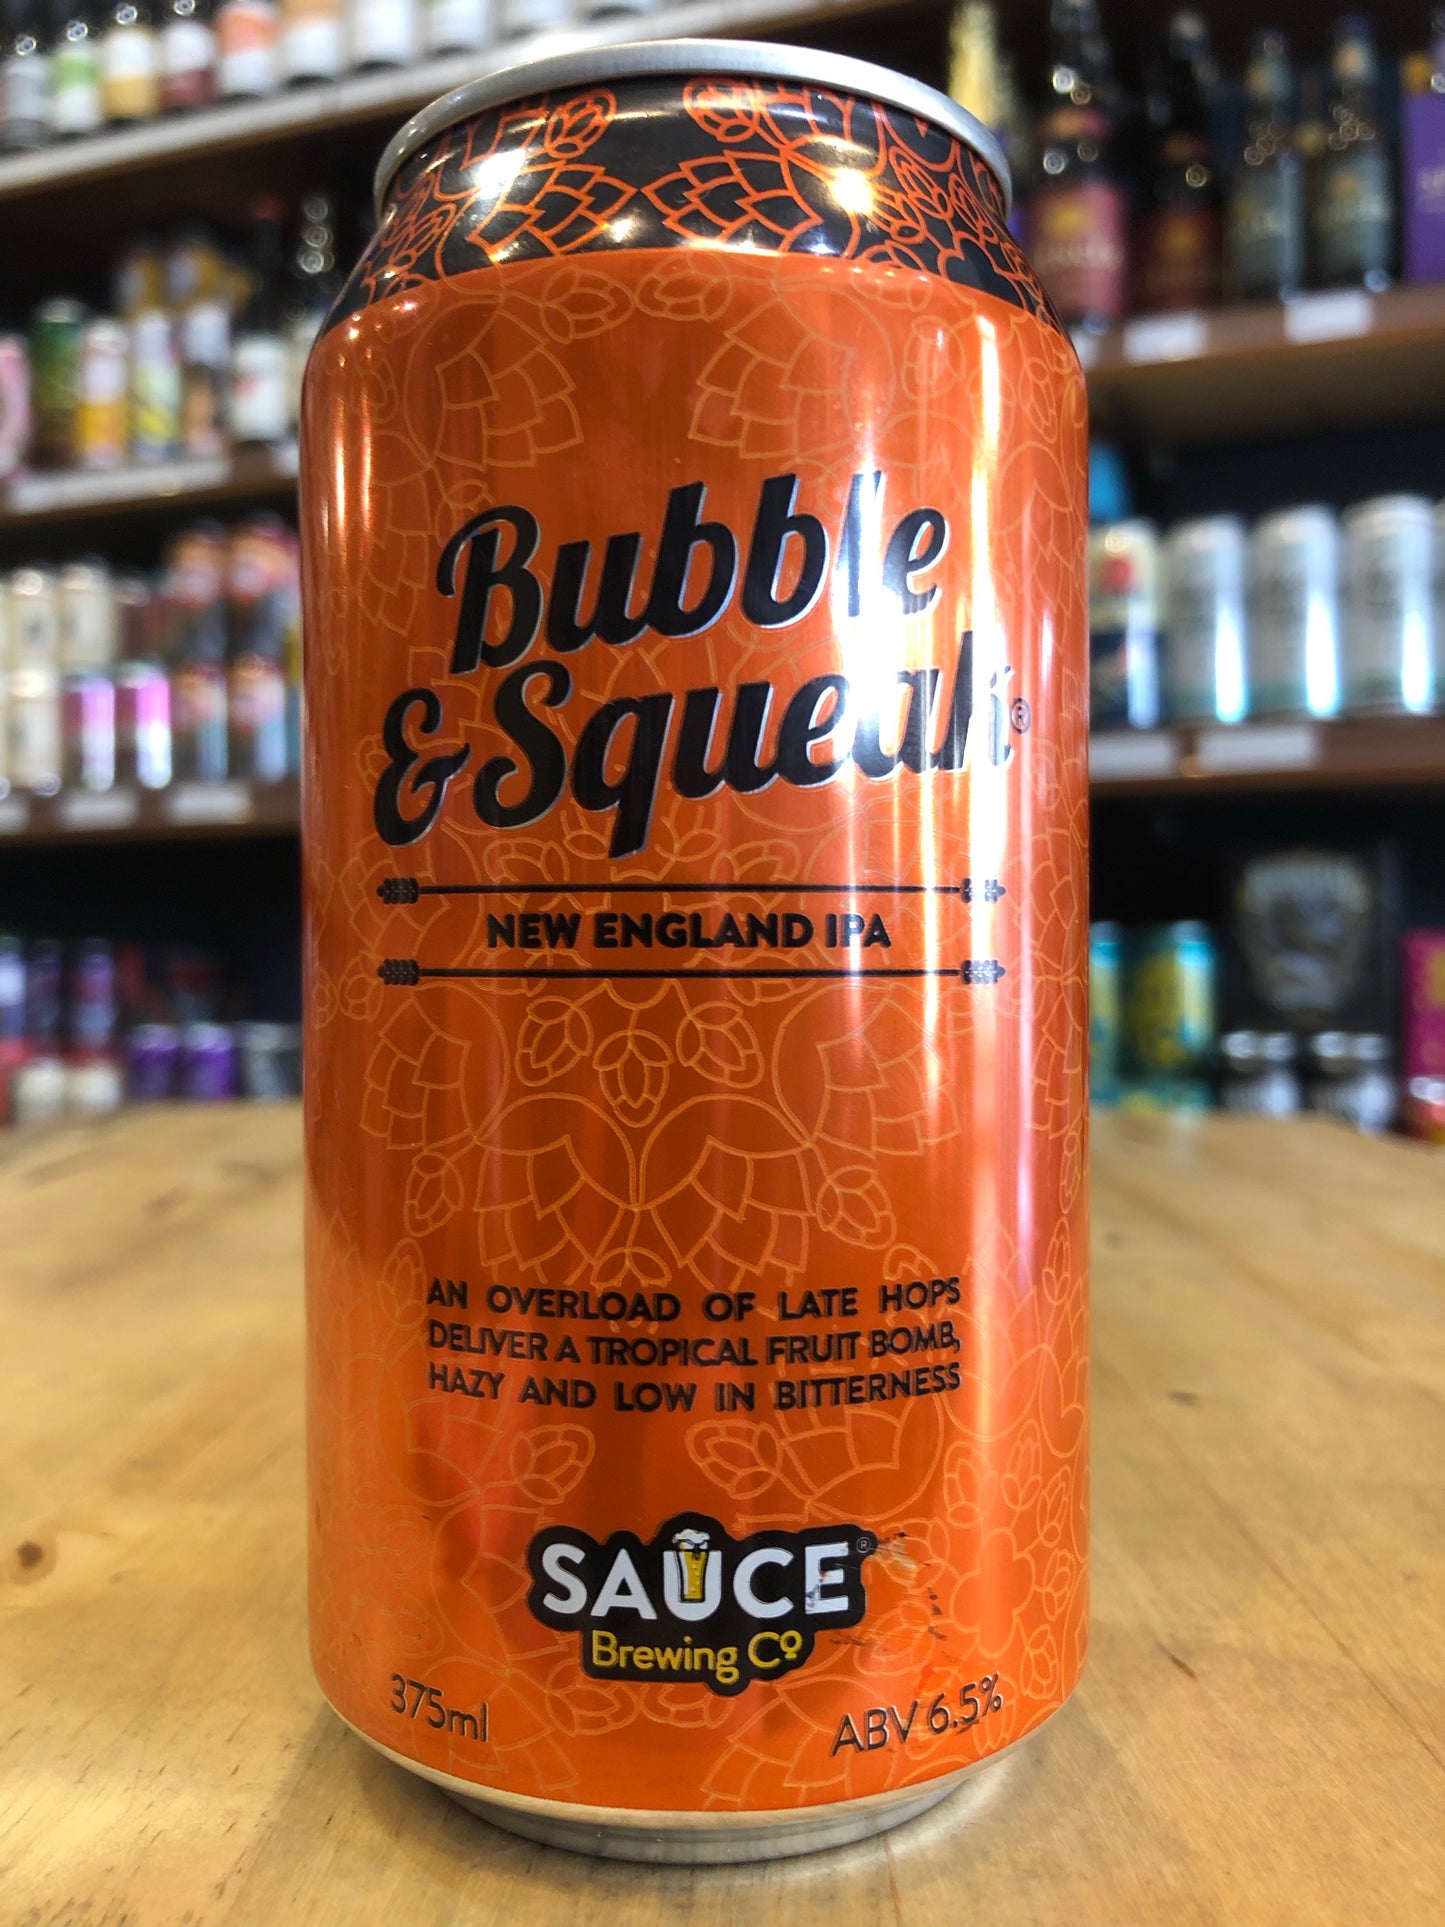 Bubble
& Squeak®
NEW ENGLAND IPA
AN OVERLOAD OF LATE HOPS
DELIVER A TROPICAL FRUIT BOMB,
HAZY AND LOW IN BITTERNESS
SAUCE®
Brewing Cº
375ml
ABV 6.5%